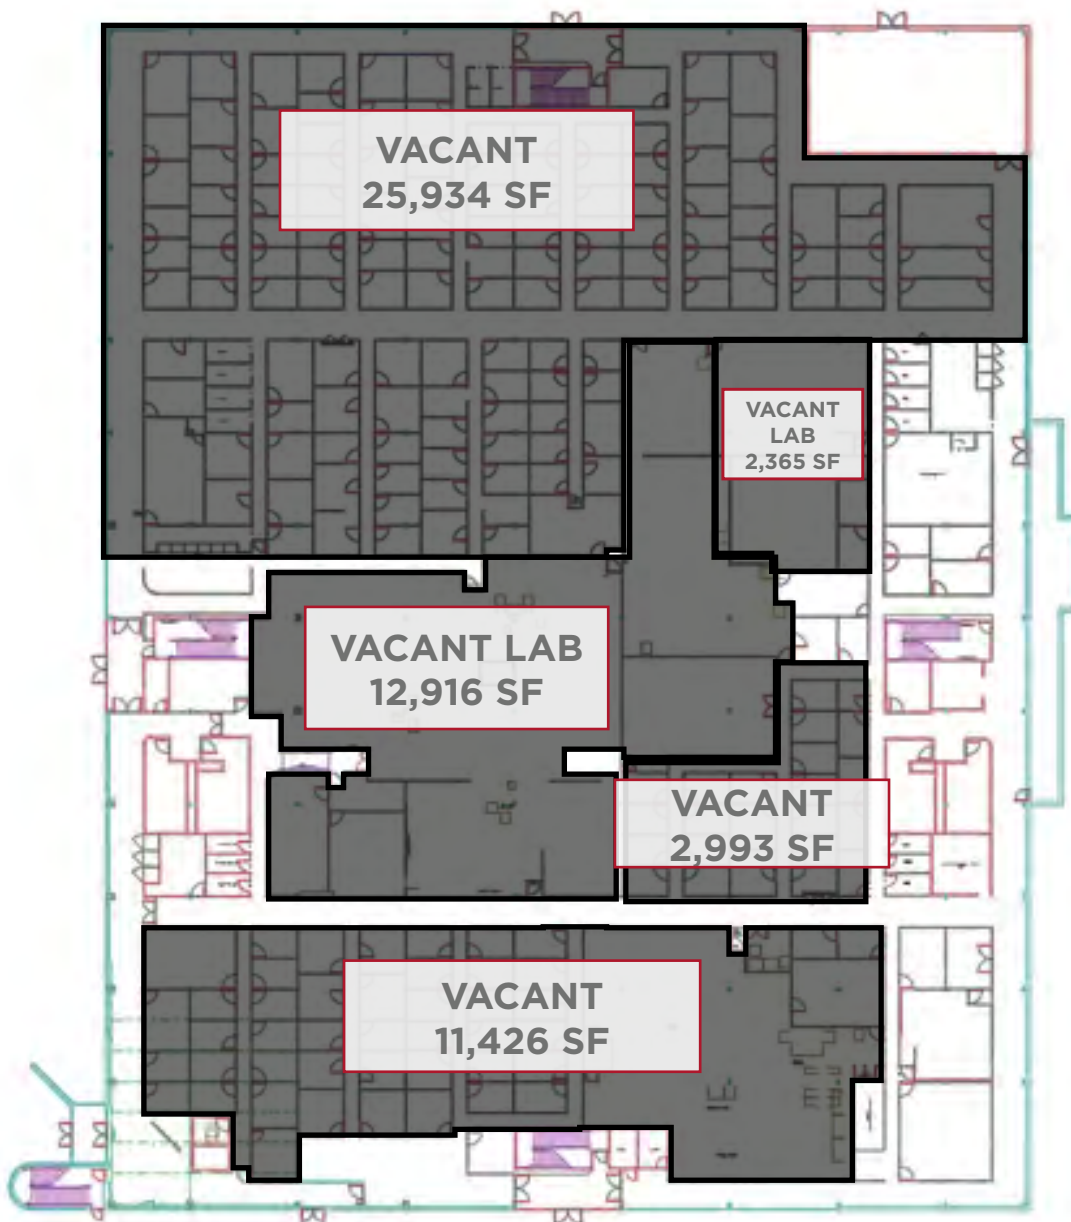 VACANT
25,934 SF
VACANT
LAB
2,365 SF
VACANT LAB
12,916 SF
VACANT
2,993 SF
VACANT
11,426 SF